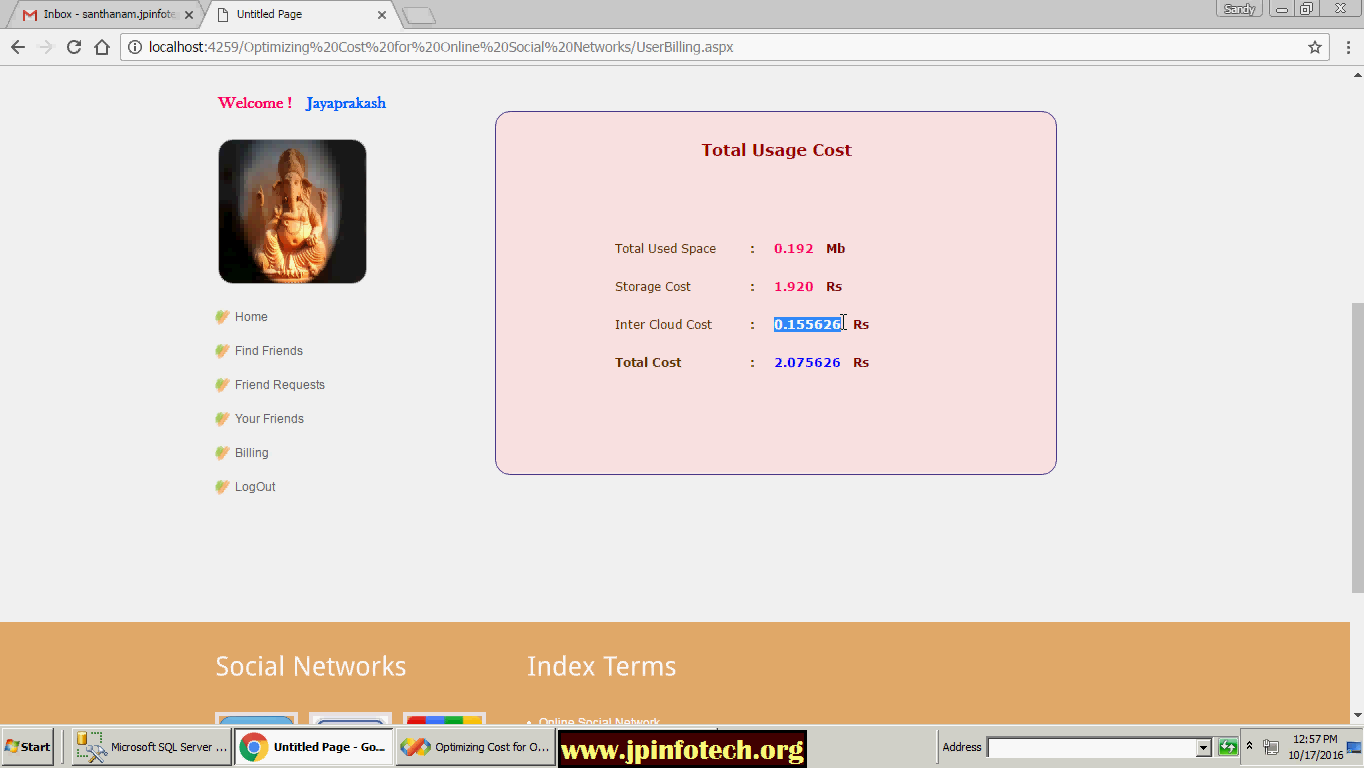 Inbox - santhanam.jpinfote
Untitled Page
Sandy
localhost:4259/Optimizing%20Cost%20for%20Online%20Social%20Networks/UserBilling.aspx
Welcome ! Jayaprakash
Total Usage Cost
Total Used Space : 0.192 Mb
Storage Cost : 1.920 Rs
Inter Cloud Cost : 0.155626 Rs
Total Cost : 2.075626 Rs
Home
Find Friends
Friend Requests
Your Friends
Billing
LogOut
Social Networks
Index Terms
Online Social Network
Start
Microsoft SQL Server ...
Untitled Page - Go...
Optimizing Cost for O...
www.jpinfotech.org
Address
12:57 PM
10/17/2016